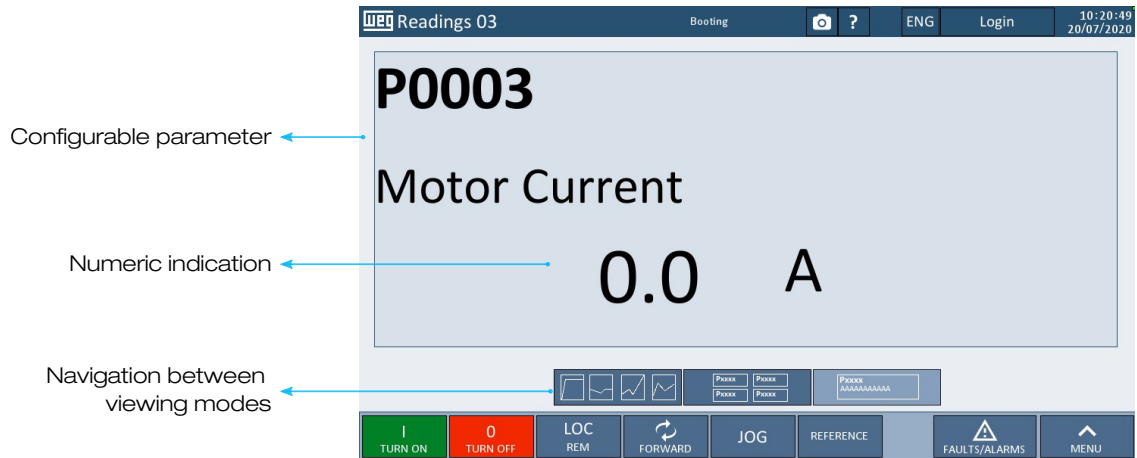 WEG Readings 03 Booting ? ENG Login 10:20:49
20/07/2020
P0003
Configurable parameter
Motor Current
Numeric indication
0.0 A
Navigation between
viewing modes
Pxxxx Pxxxx
Pxxxx Pxxxx
Pxxxx
AAAAAAAAAAA
I
TURN ON
0
TURN OFF
LOC
REM
FORWARD
JOG
REFERENCE
FAULTS/ALARMS
MENU